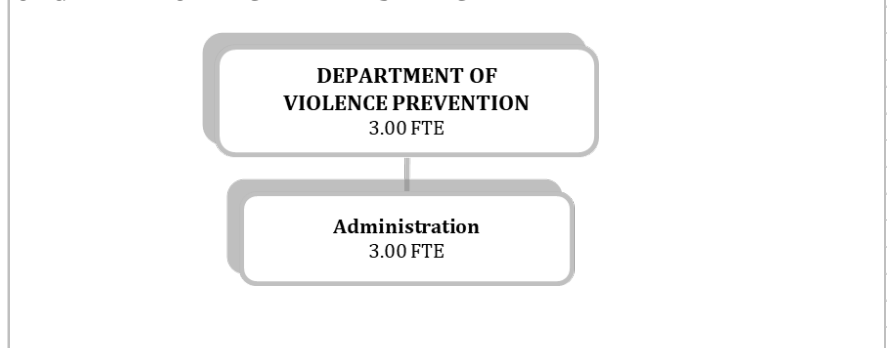 DEPARTMENT OF
VIOLENCE PREVENTION
3.00 FTE
Administration
3.00 FTE